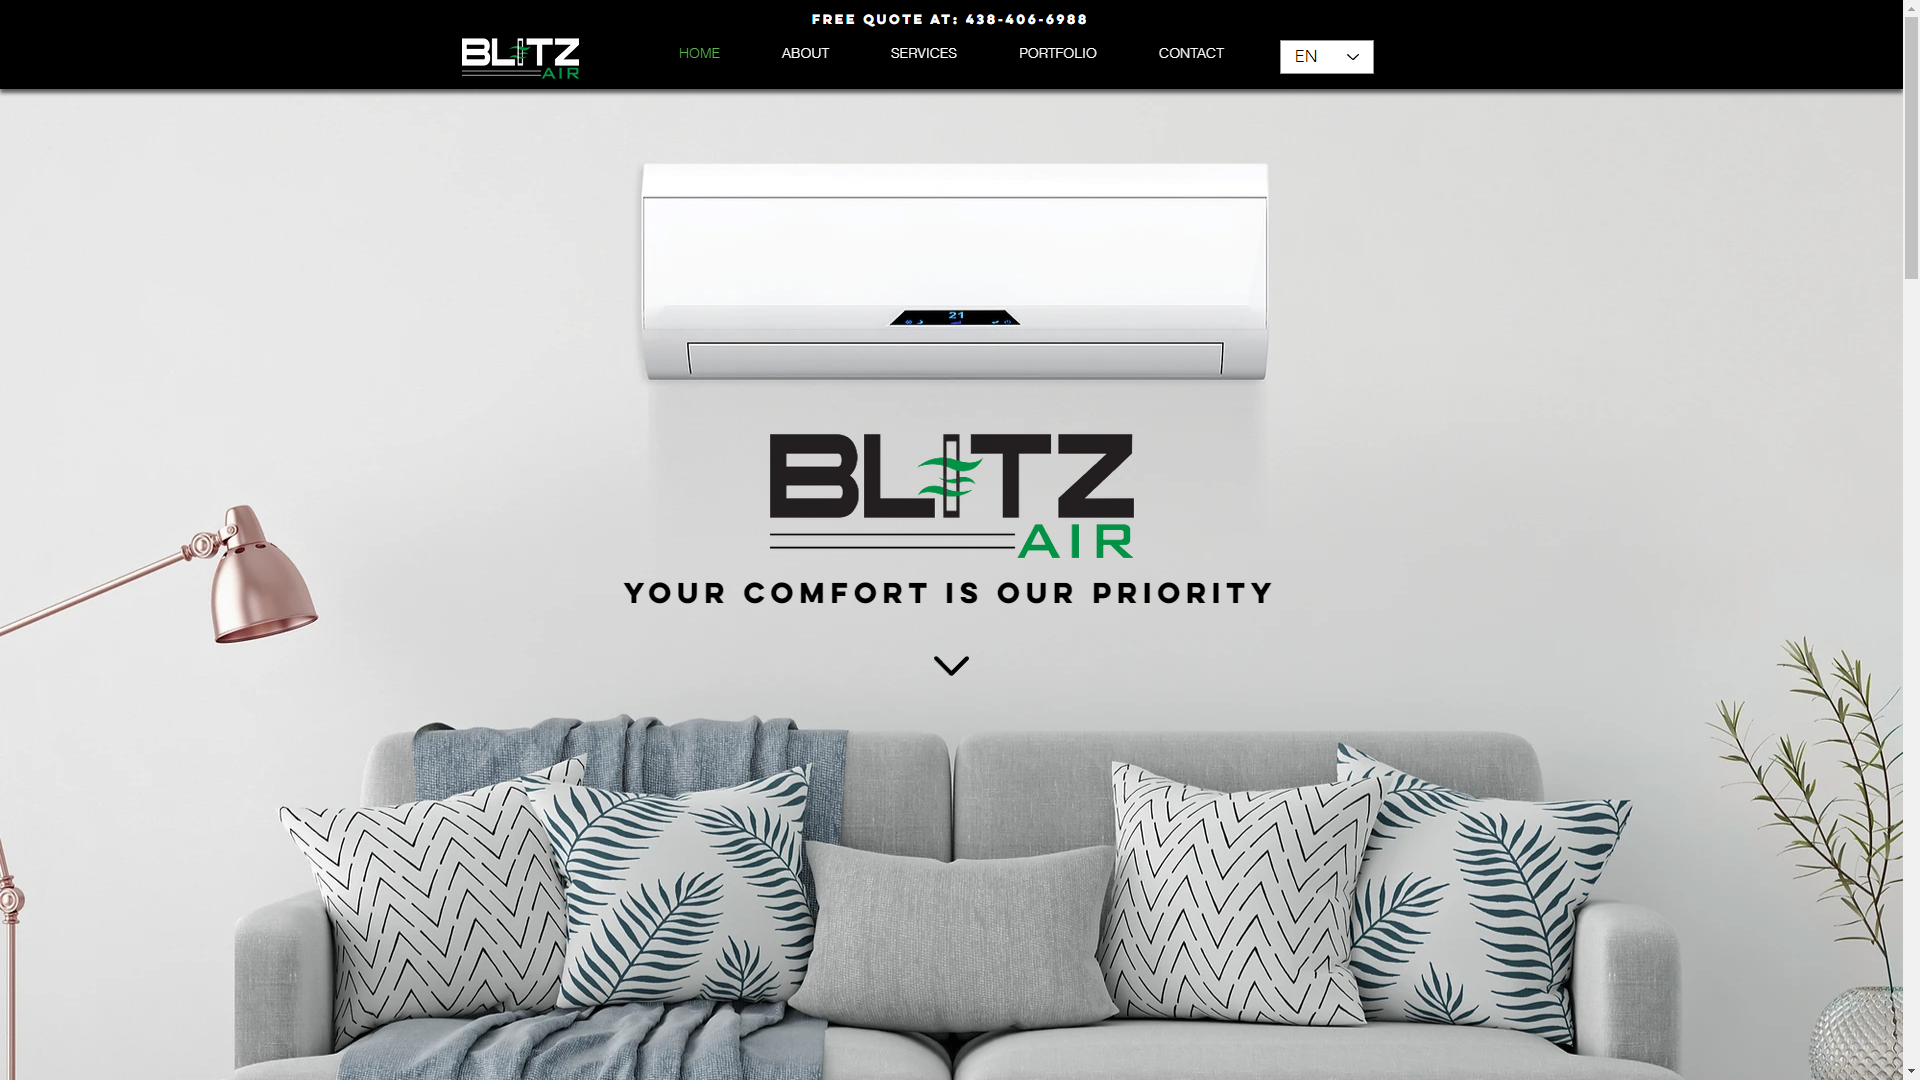 FREE QUOTE AT: 438-406-6988
BLITZ
AIR
HOME
ABOUT
SERVICES
PORTFOLIO
CONTACT
EN
21
BLITZ
AIR
YOUR COMFORT IS OUR PRIORITY